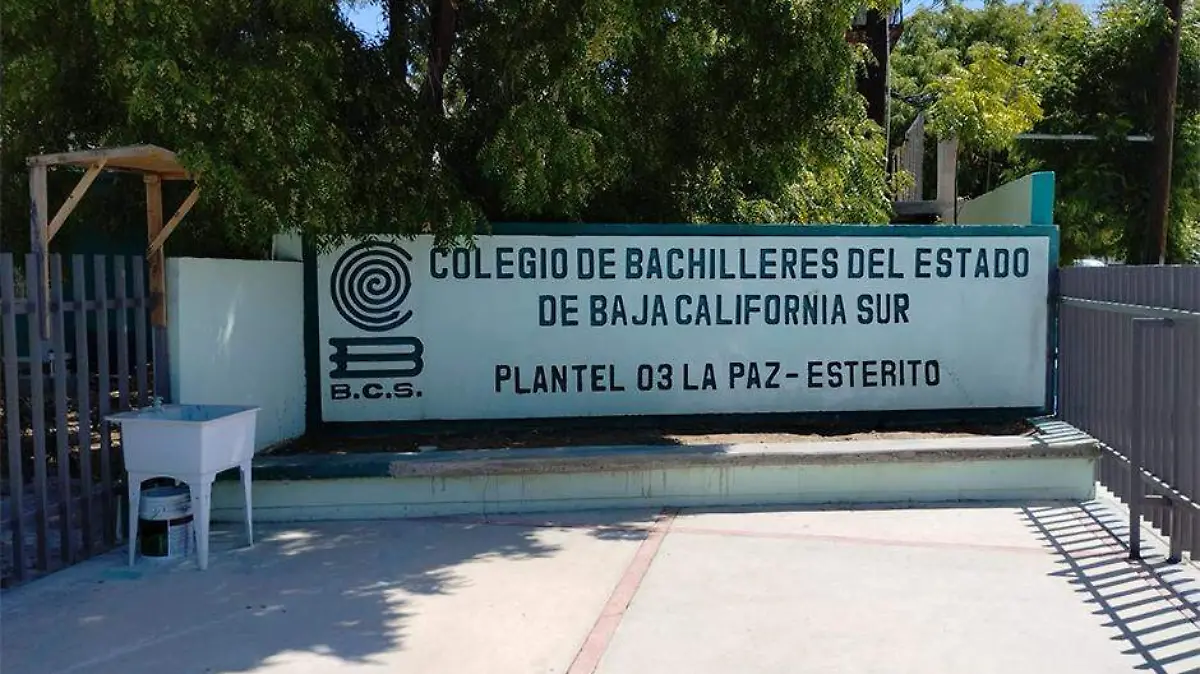 COLEGIO DE BACHILLERES DEL ESTADO
DE BAJA CALIFORNIA SUR
PLANTEL 03 LA PAZ - ESTERITO
B.C.S.